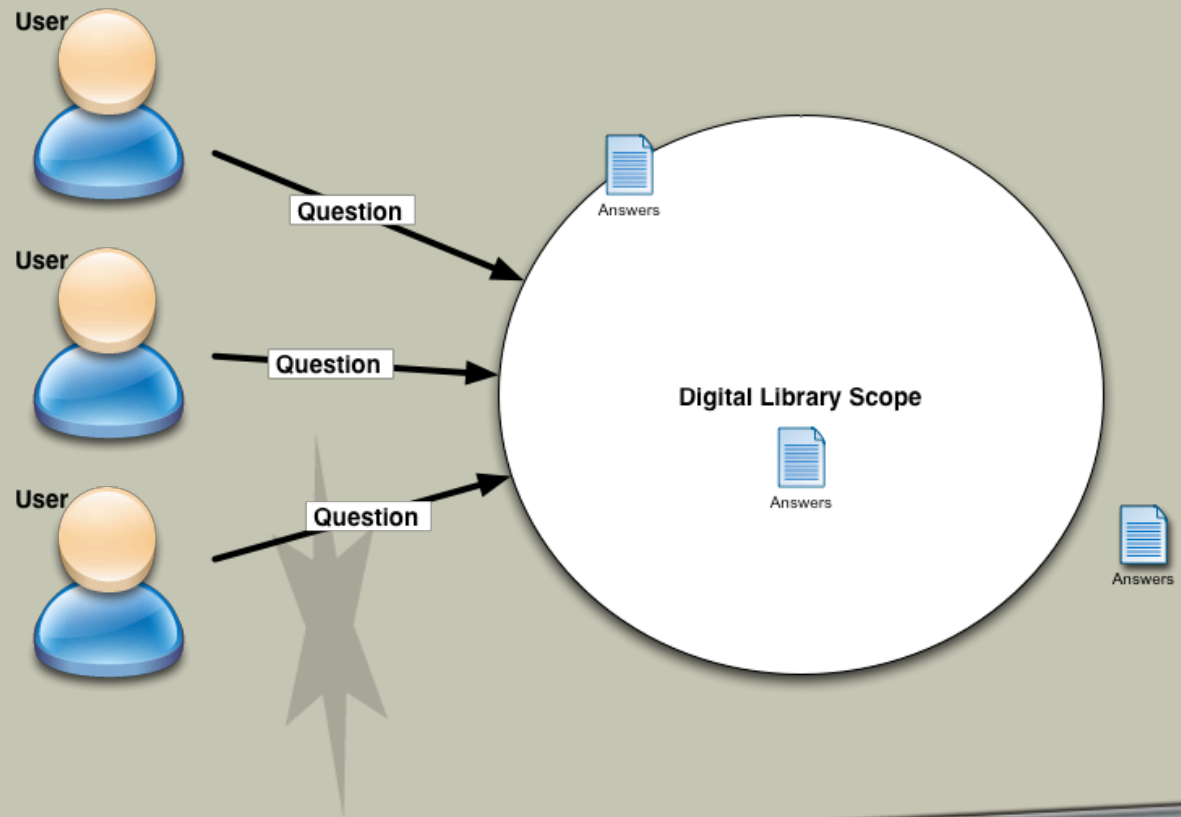 User
Question
Answers
User
Question
Digital Library Scope
Answers
User
Question
Answers